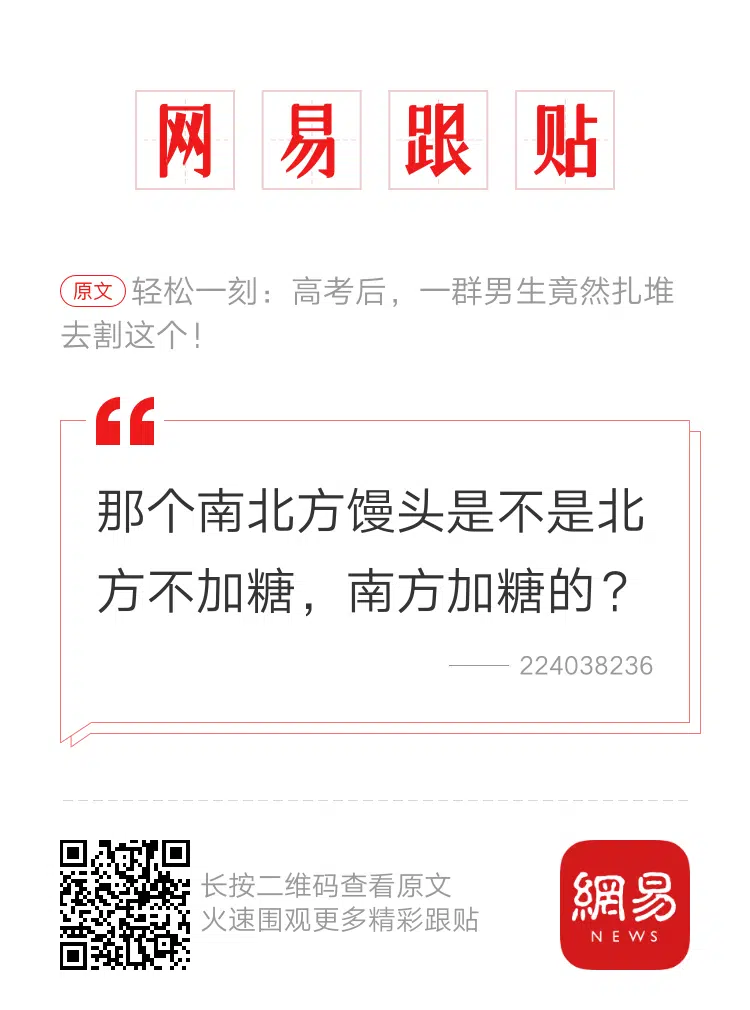 网易跟贴
原文 轻松一刻：高考后，一群男生竟然扎堆
去割这个！
那个南北方馒头是不是北
方不加糖，南方加糖的？
—— 224038236
长按二维码查看原文
火速围观更多精彩跟贴
網易
NEWS